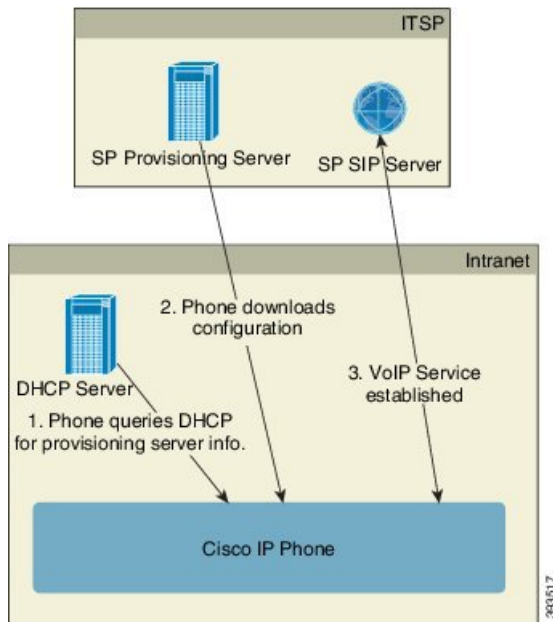 ITSP
SP Provisioning Server
SP SIP Server
Intranet
2. Phone downloads
configuration
DHCP Server
3. VoIP Service
established
1. Phone queries DHCP
for provisioning server info.
Cisco IP Phone
393517